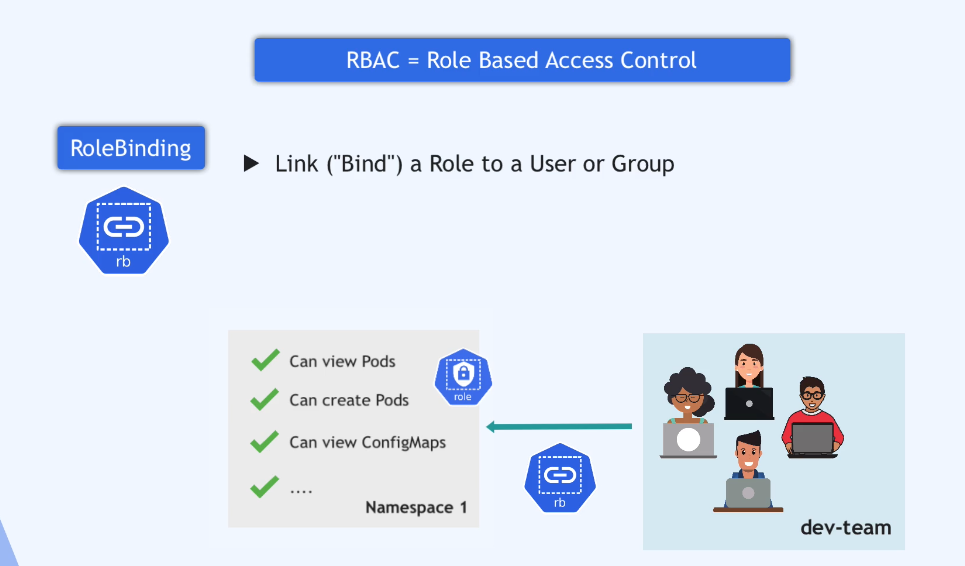 RBAC = Role Based Access Control
RoleBinding
▶ Link ("Bind") a Role to a User or Group
rb
Can view Pods
role
Can create Pods
Can view ConfigMaps
....
Namespace 1
rb
dev-team